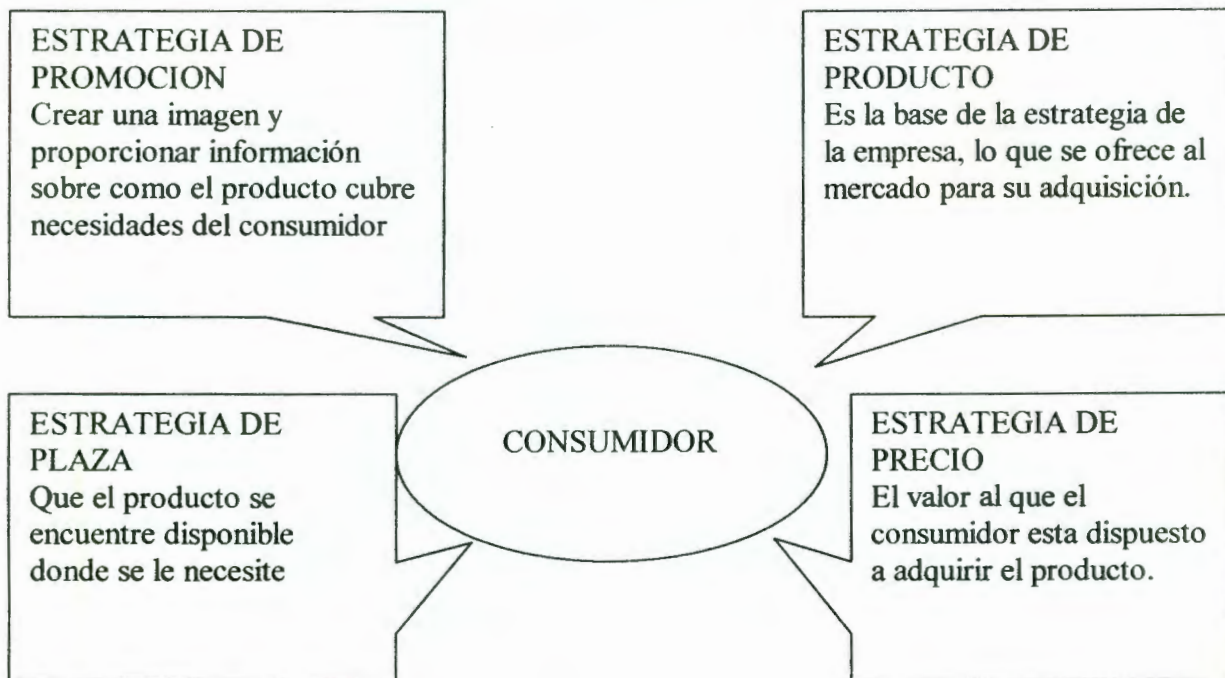 ESTRATEGIA DE
PROMOCION
Crear una imagen y
proporcionar información
sobre como el producto cubre
necesidades del consumidor
ESTRATEGIA DE
PRODUCTO
Es la base de la estrategia de
la empresa, lo que se ofrece al
mercado para su adquisición.
CONSUMIDOR
ESTRATEGIA DE
PLAZA
Que el producto se
encuentre disponible
donde se le necesite
ESTRATEGIA DE
PRECIO
El valor al que el
consumidor esta dispuesto
a adquirir el producto.